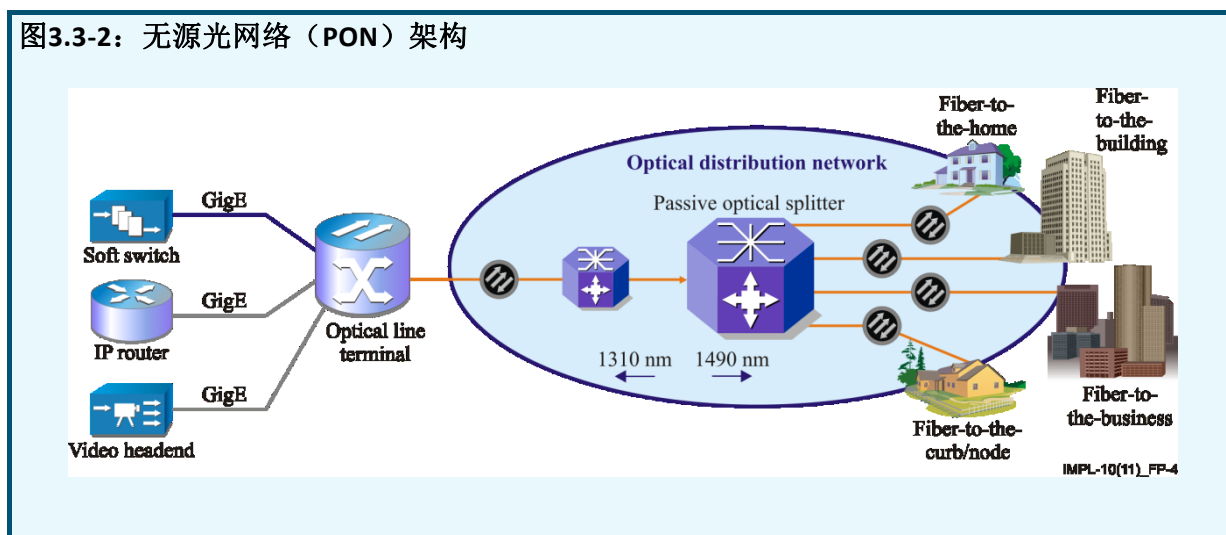 图3.3-2：无源光网络（PON）架构
Fiber-to-
the-home
Fiber-
to-the-
building
Optical distribution network
Passive optical splitter
GigE
Soft switch
GigE
IP router
Optical line
terminal
1310 nm
1490 nm
GigE
Video headend
Fiber-to-the-
curb/node
Fiber-to-
the-business
IMPL-10(11)_FP-4